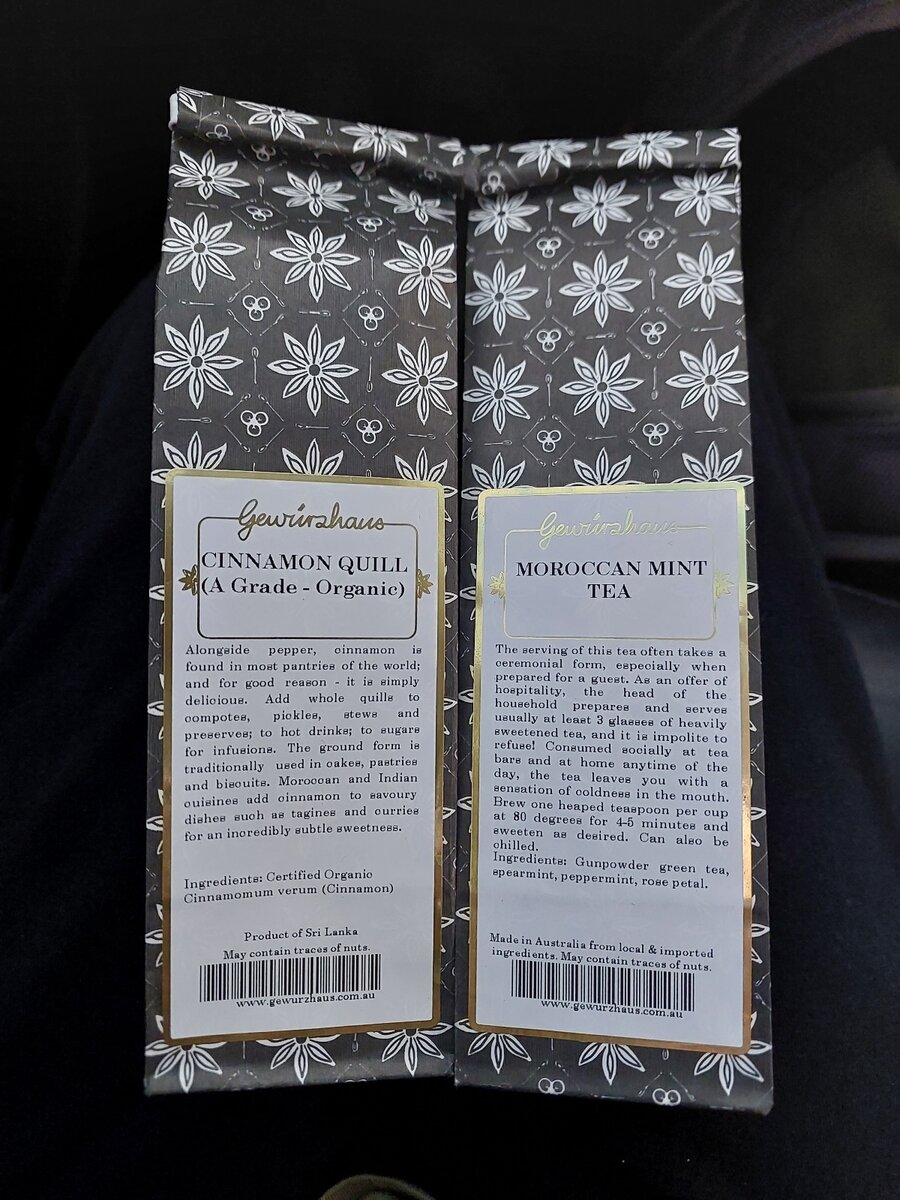 Gewürzhaus
CINNAMON QUILL
(A Grade - Organic)
Alongside pepper, cinnamon is
found in most pantries of the world;
and for good reason - it is simply
delicious. Add whole quills to
compotes, pickles, stews and
preserves; to hot drinks; to sugars
for infusions. The ground form is
traditionally used in cakes, pastries
and biscuits. Moroccan and Indian
cuisines add cinnamon to savoury
dishes such as tagines and curries
for an incredibly subtle sweetness.
Ingredients: Certified Organic
Cinnamomum verum (Cinnamon)
Product of Sri Lanka
May contain traces of nuts.
www.gewurzhaus.com.au
Gewürzhaus
MOROCCAN MINT
TEA
The serving of this tea often takes a
ceremonial form, especially when
prepared for a guest. As an offer of
hospitality, the head of the
household prepares and serves
usually at least 3 glasses of heavily
sweetened tea, and it is impolite to
refuse! Consumed socially at tea
bars and at home anytime of the
day, the tea leaves you with a
sensation of coldness in the mouth.
Brew one heaped teaspoon per cup
at 80 degrees for 4-5 minutes and
sweeten as desired. Can also be
chilled.
Ingredients: Gunpowder green tea,
spearmint, peppermint, rose petal.
Made in Australia from local & imported
ingredients. May contain traces of nuts.
www.gewurzhaus.com.au